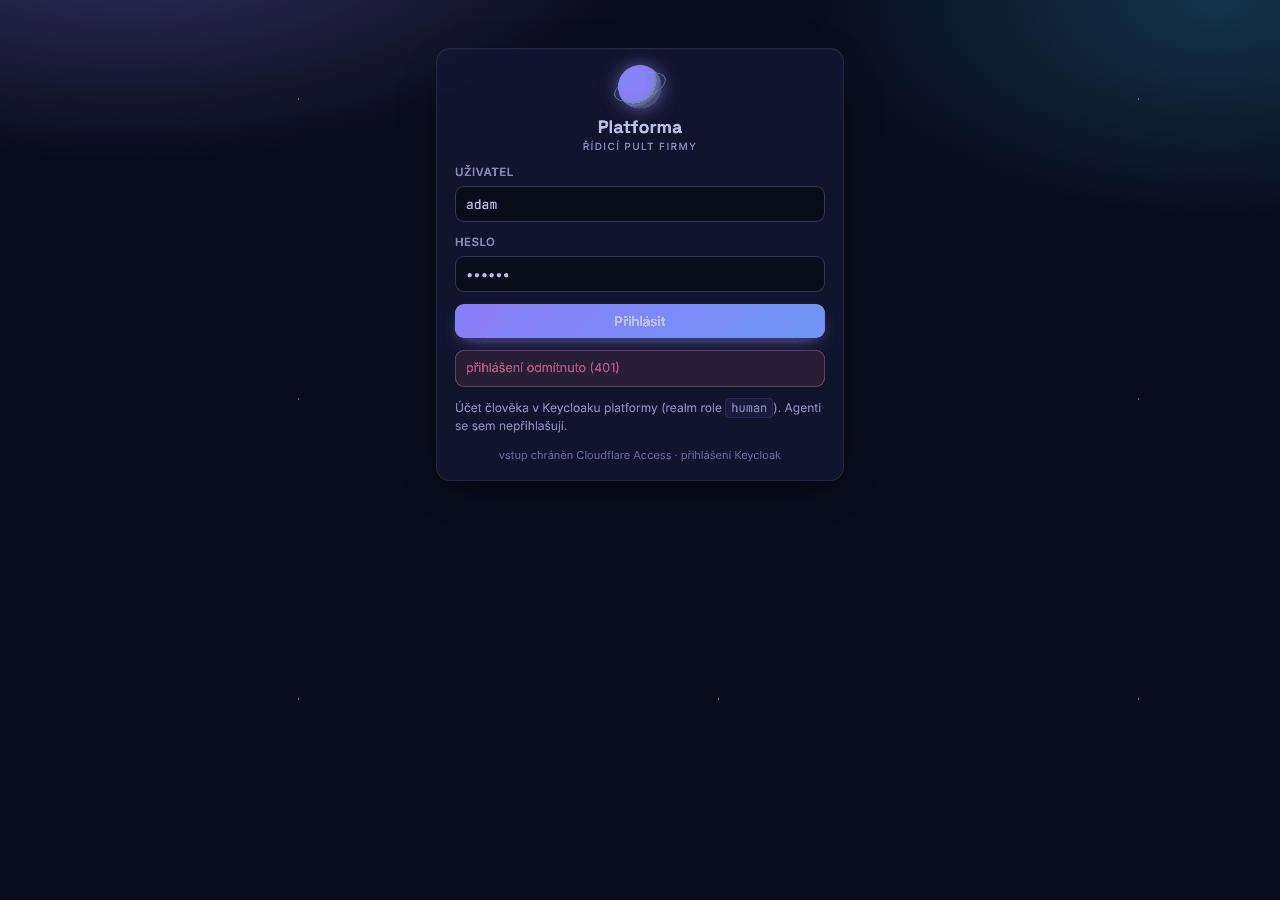 Platforma
ŘÍDICÍ PULT FIRMY
UŽIVATEL
adam
HESLO
••••••
Přihlásit
přihlášení odmítnuto (401)
Účet člověka v Keycloaku platformy (realm role human). Agenti
se sem nepřihlašují.
vstup chráněn Cloudflare Access · přihlášení Keycloak